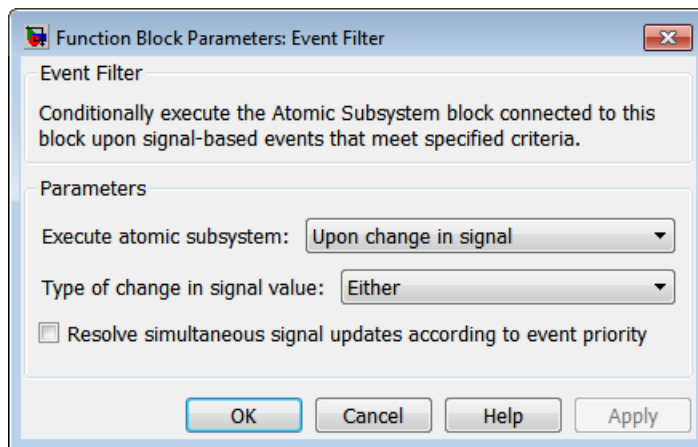 Function Block Parameters: Event Filter
Event Filter
Conditionally execute the Atomic Subsystem block connected to this
block upon signal-based events that meet specified criteria.
Parameters
Execute atomic subsystem: Upon change in signal
Type of change in signal value: Either
Resolve simultaneous signal updates according to event priority
OK Cancel Help Apply